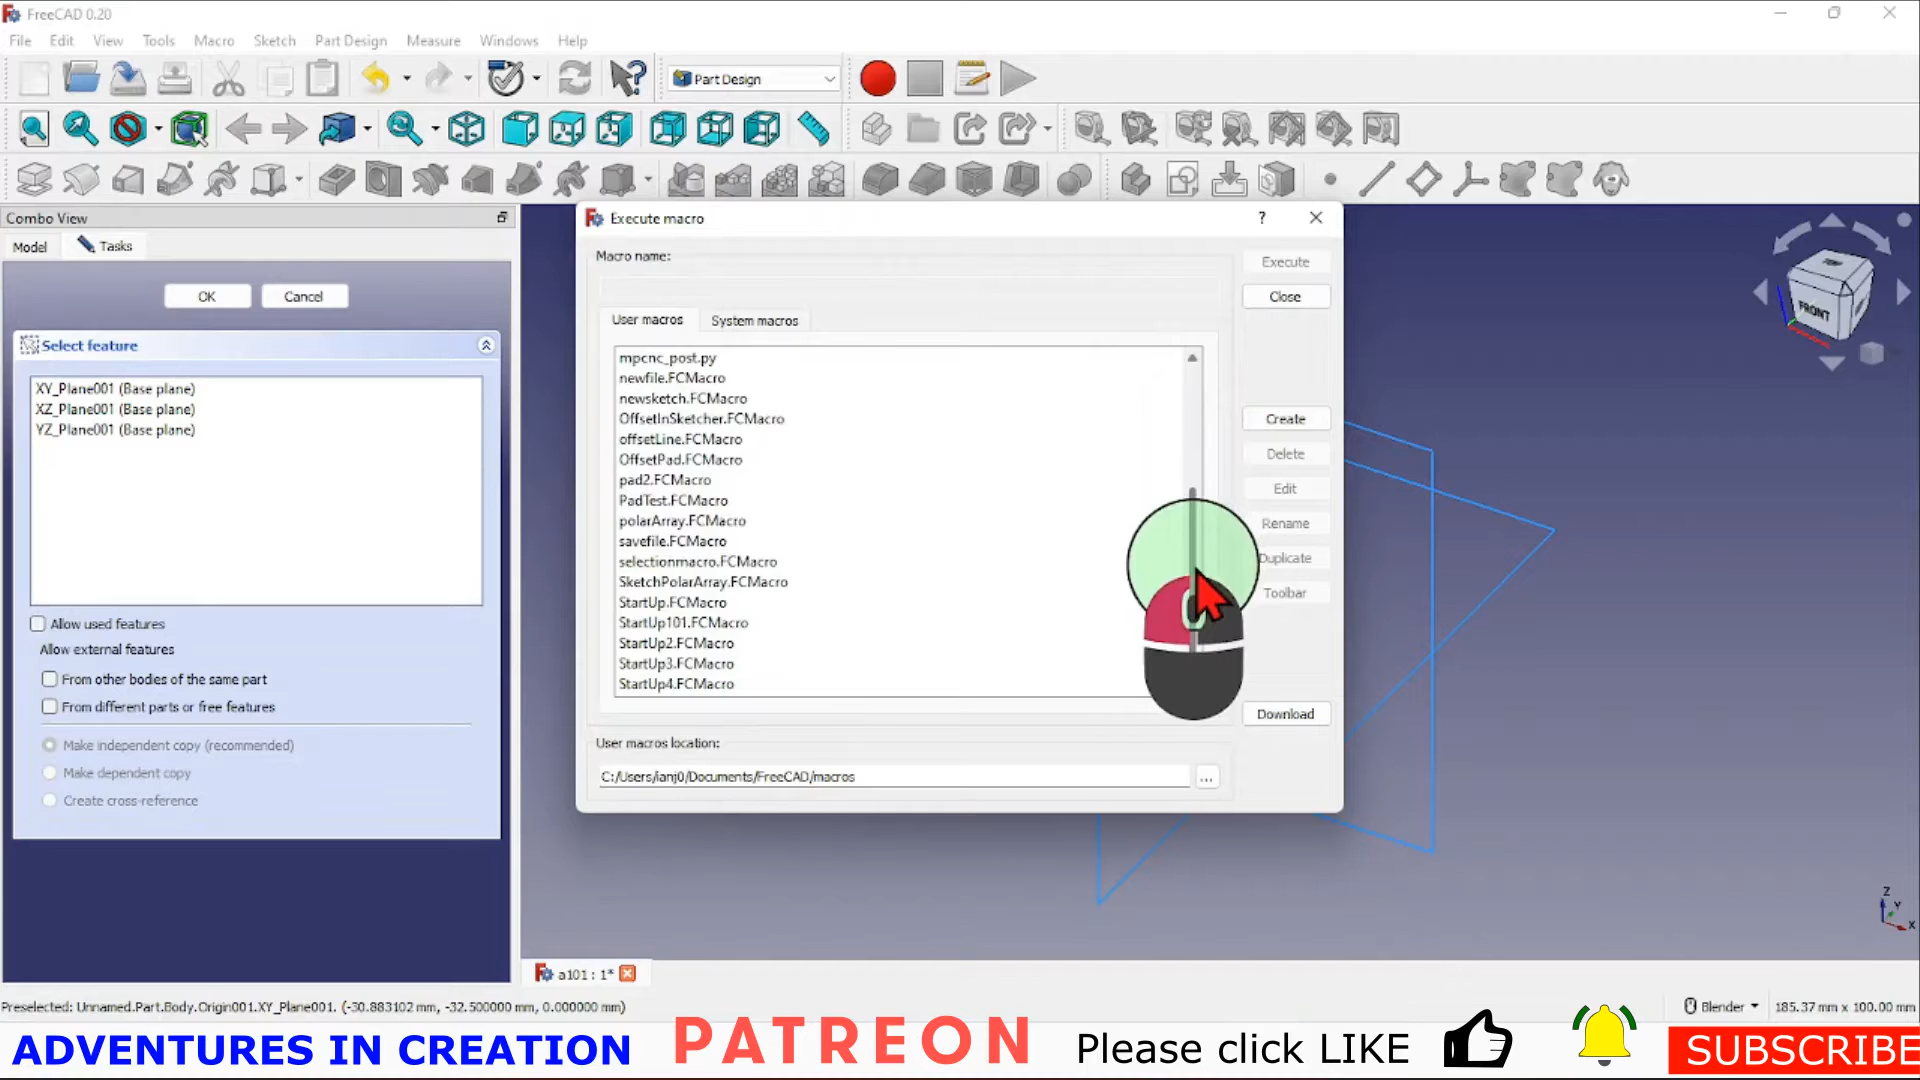 FreeCAD 0.20
File Edit View Tools Macro Sketch Part Design Measure Windows Help
Part Design
Combo View
Model Tasks
OK Cancel
Select feature
XY_Plane001 (Base plane)
XZ_Plane001 (Base plane)
YZ_Plane001 (Base plane)
Allow used features
Allow external features
From other bodies of the same part
From different parts or free features
Make independent copy (recommended)
Make dependent copy
Create cross-reference
Execute macro
?
Macro name:
Execute
Close
User macros System macros
mpcnc_post.py
newfile.FCMacro
newsketch.FCMacro
OffsetInSketcher.FCMacro
offsetLine.FCMacro
OffsetPad.FCMacro
pad2.FCMacro
PadTest.FCMacro
polarArray.FCMacro
savefile.FCMacro
selectionmacro.FCMacro
SketchPolarArray.FCMacro
StartUp.FCMacro
StartUp101.FCMacro
StartUp2.FCMacro
StartUp3.FCMacro
StartUp4.FCMacro
Create
Delete
Edit
Rename
Duplicate
Toolbar
Download
User macros location:
C:/Users/ianj0/Documents/FreeCAD/macros
...
TOP
FRONT
Z
Y
X
a101 : 1*
Preselected: Unnamed.Part.Body.Origin001.XY_Plane001. (-30.883102 mm, -32.500000 mm, 0.000000 mm)
Blender
185.37 mm x 100.00 mm
ADVENTURES IN CREATION
PATREON
Please click LIKE
SUBSCRIBE